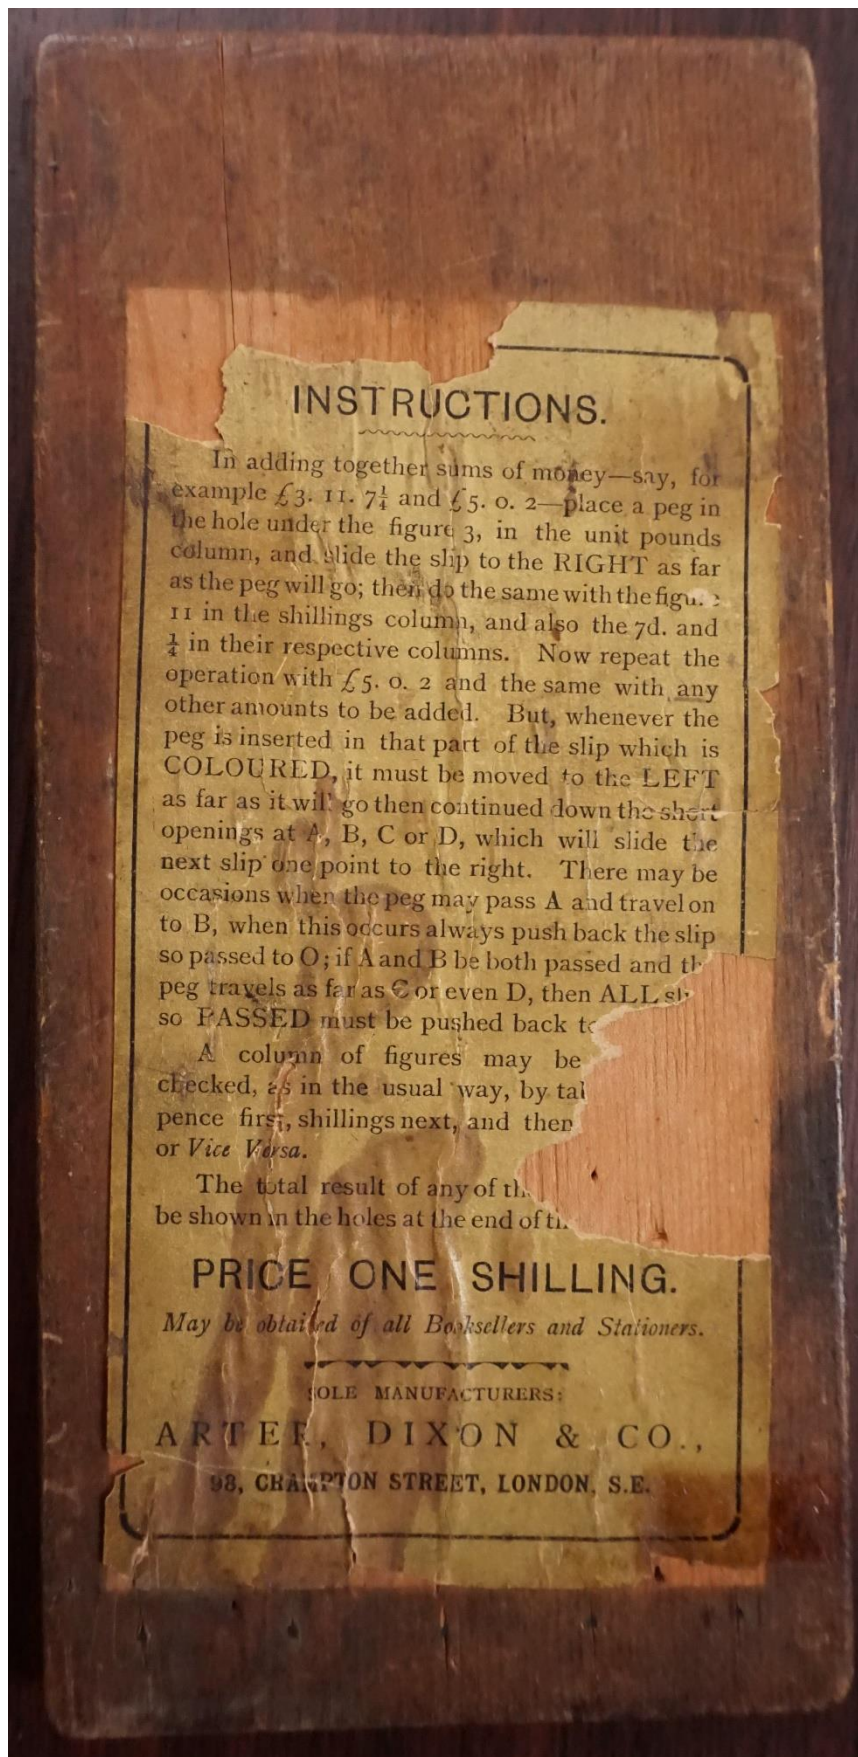 INSTRUCTIONS.
In adding together sums of money—say, for
example £3. 11. 7¼ and £5. 0. 2—place a peg in
the hole under the figure 3, in the unit pounds
column, and slide the slip to the RIGHT as far
as the peg will go; then do the same with the
11 in the shillings column, and also the 7d. and
¼ in their respective columns. Now repeat the
operation with £5. 0. 2 and the same with any
other amounts to be added. But, whenever the
peg is inserted in that part of the slip which is
COLOURED, it must be moved to the LEFT
as far as it will go then continued down the short
openings at A, B, C or D, which will slide the
next slip one point to the right. There may be
occasions when the peg may pass A and travel on
to B, when this occurs always push back the slip
so passed to O; if A and B be both passed and
peg travels as far as C or even D, then ALL
so PASSED must be pushed back
A column of figures may be
checked, as in the usual way, by
pence first, shillings next, and then
or Vice Versa.
The total result of any of
be shown in the holes at the end of
PRICE ONE SHILLING.
May be obtained of all Booksellers and Stationers.
SOLE MANUFACTURERS:
ARTER, DIXON & CO.,
98, CRAMPTON STREET, LONDON, S.E.